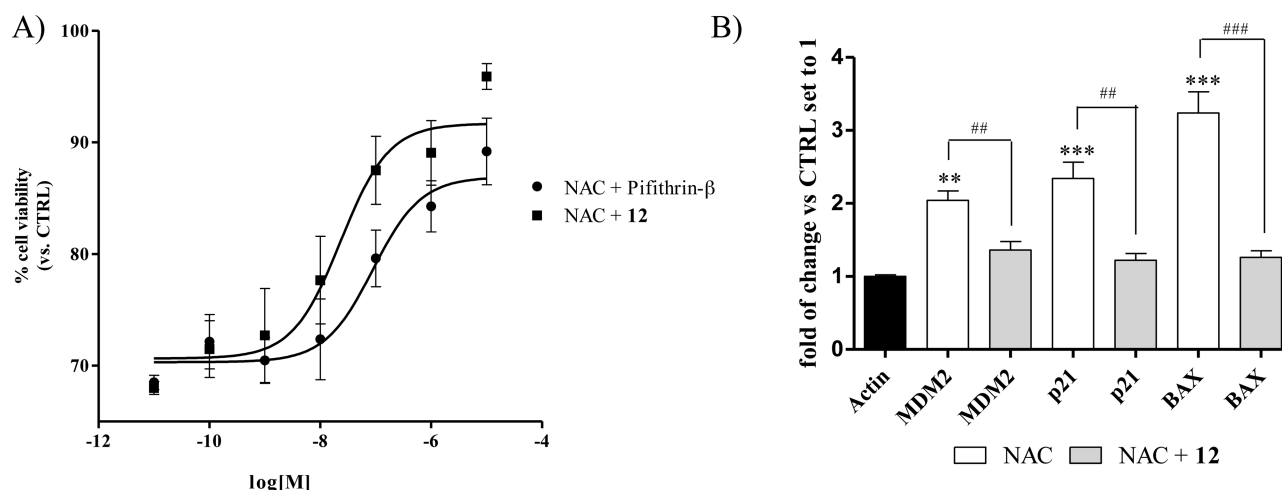 A)
100
90
80
70
% cell viability
(vs. CTRL)
-12
-10
-8
-6
-4
log[M]
NAC + Pifithrin-β
NAC + 12
B)
fold of change vs CTRL set to 1
4
3
2
1
0
**
##
***
##
***
###
Actin
MDM2
MDM2
p21
p21
BAX
BAX
NAC
NAC + 12